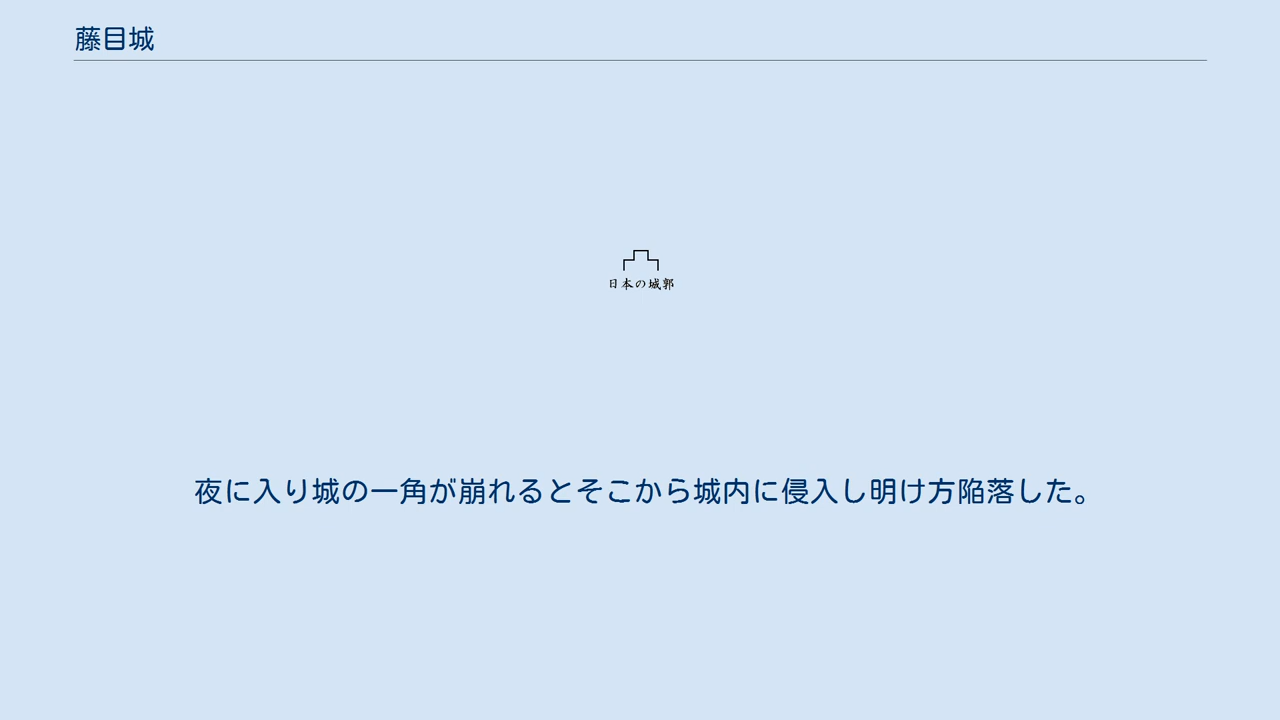 藤目城
日本の城郭
夜に入り城の一角が崩れるとそこから城内に侵入し明け方陥落した。